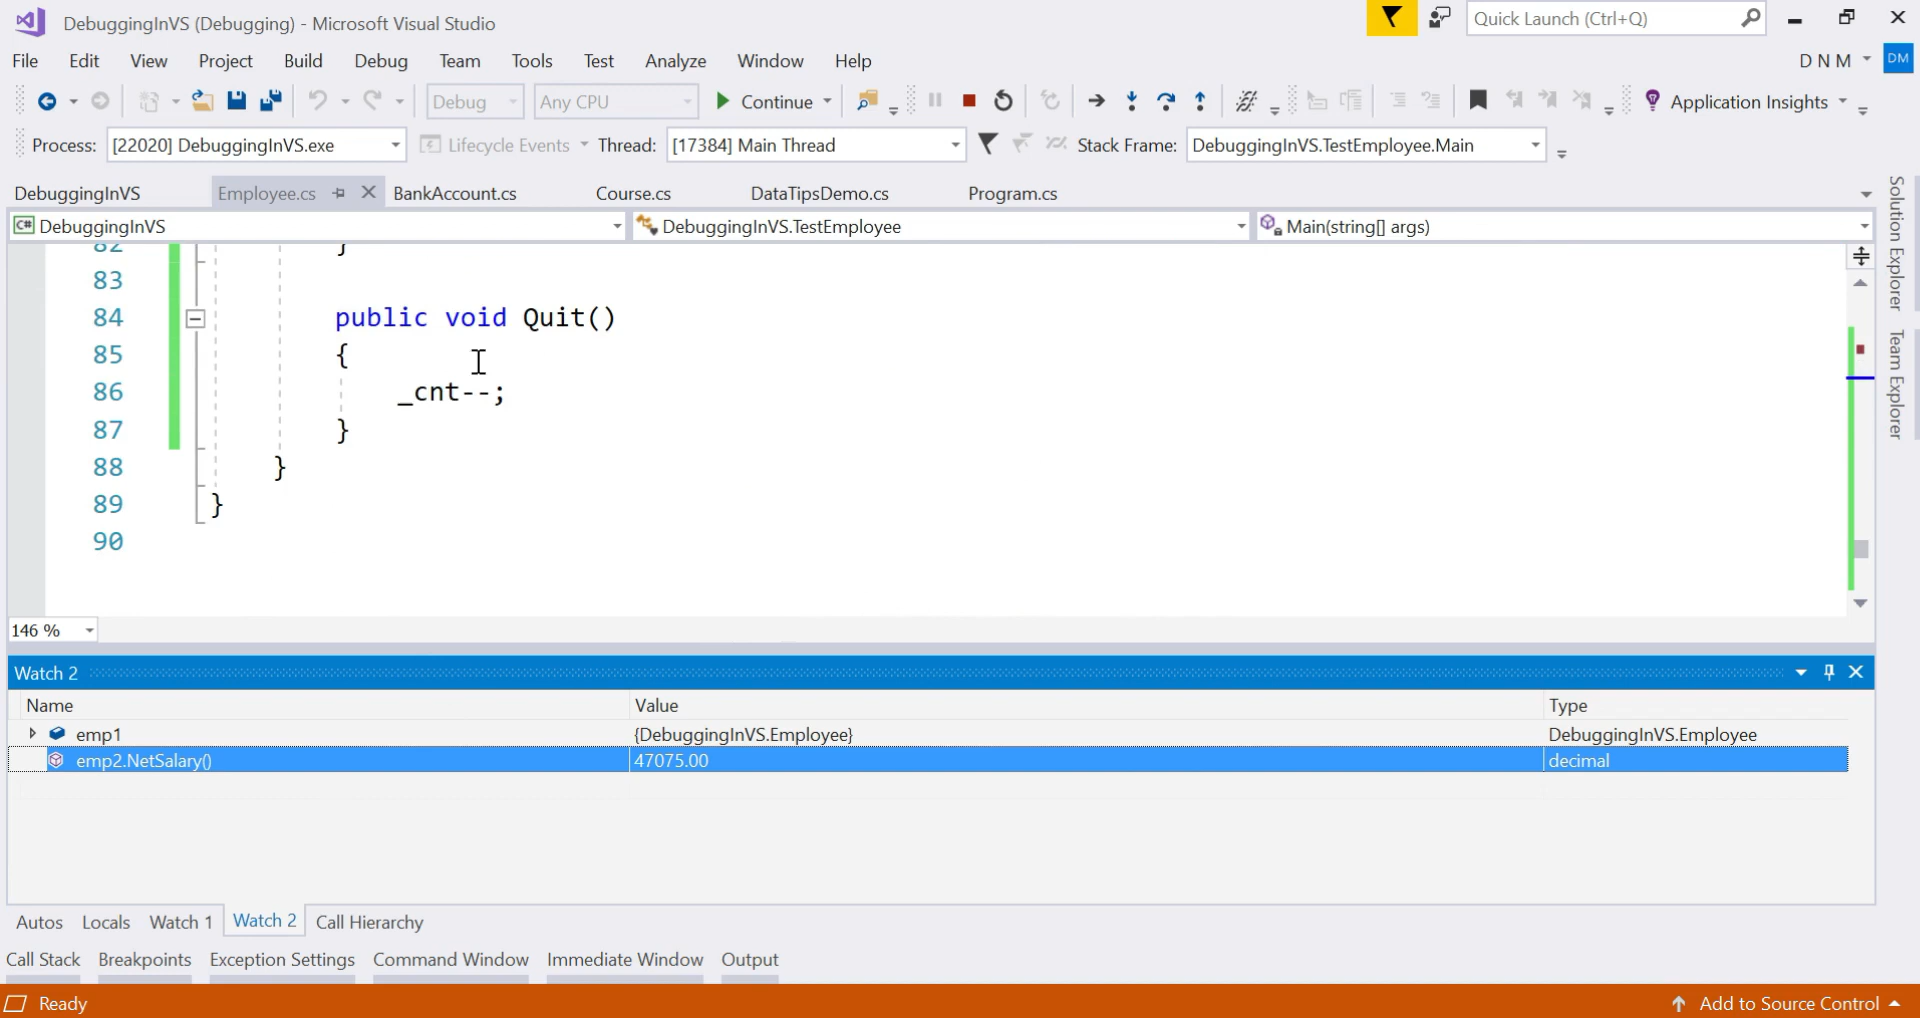 DebuggingInVS (Debugging) - Microsoft Visual Studio
Quick Launch (Ctrl+Q)
File Edit View Project Build Debug Team Tools Test Analyze Window Help
D N M DM
Debug Any CPU Continue Application Insights
Process: [22020] DebuggingInVS.exe Lifecycle Events Thread: [17384] Main Thread Stack Frame: DebuggingInVS.TestEmployee.Main
DebuggingInVS Employee.cs BankAccount.cs Course.cs DataTipsDemo.cs Program.cs
C# DebuggingInVS DebuggingInVS.TestEmployee Main(string[] args)
82 }
83
84 public void Quit()
85 {
86 _cnt--;
87 }
88 }
89 }
90
146 %
Solution Explorer
Team Explorer
Watch 2
Name Value Type
emp1 {DebuggingInVS.Employee} DebuggingInVS.Employee
emp2.NetSalary() 47075.00 decimal
Autos Locals Watch 1 Watch 2 Call Hierarchy
Call Stack Breakpoints Exception Settings Command Window Immediate Window Output
Ready Add to Source Control